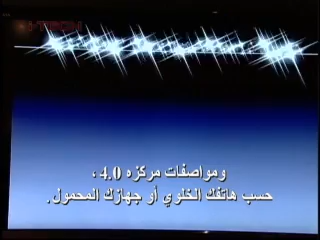 ومواصفات مركزه 4.0 ،
حسب هاتفك الخلوي أو جهازك المحمول.